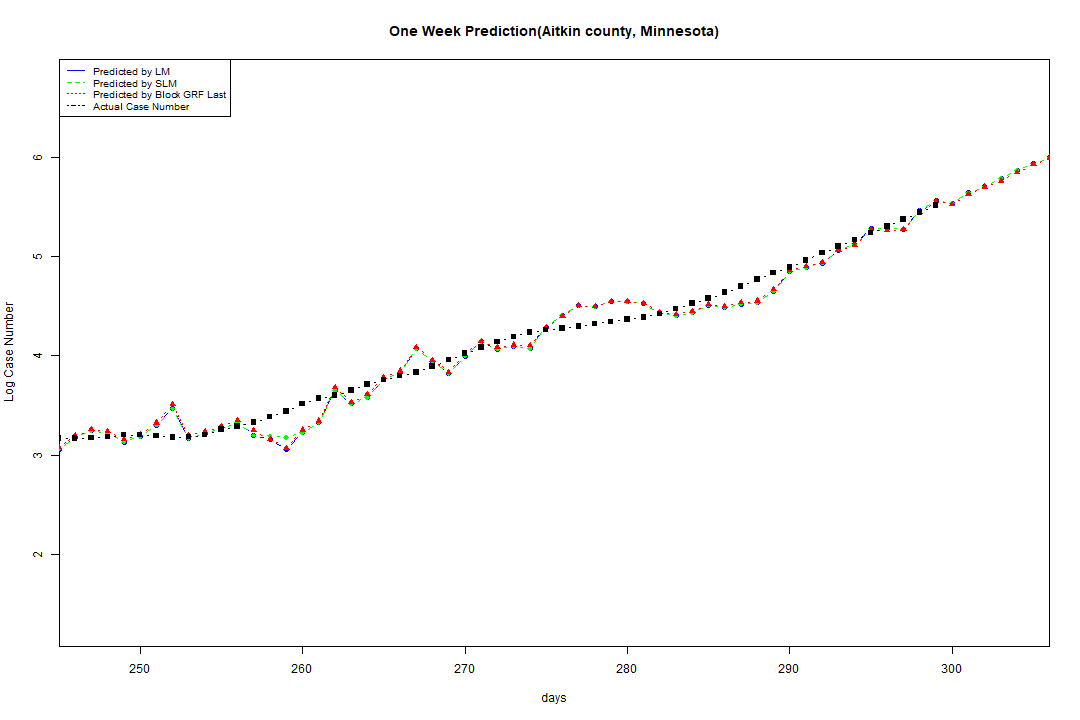 One Week Prediction(Aitkin county, Minnesota)
Predicted by LM
Predicted by SLM
Predicted by Block GRF Last
Actual Case Number
6
5
4
3
2
Log Case Number
250 260 270 280 290 300
days